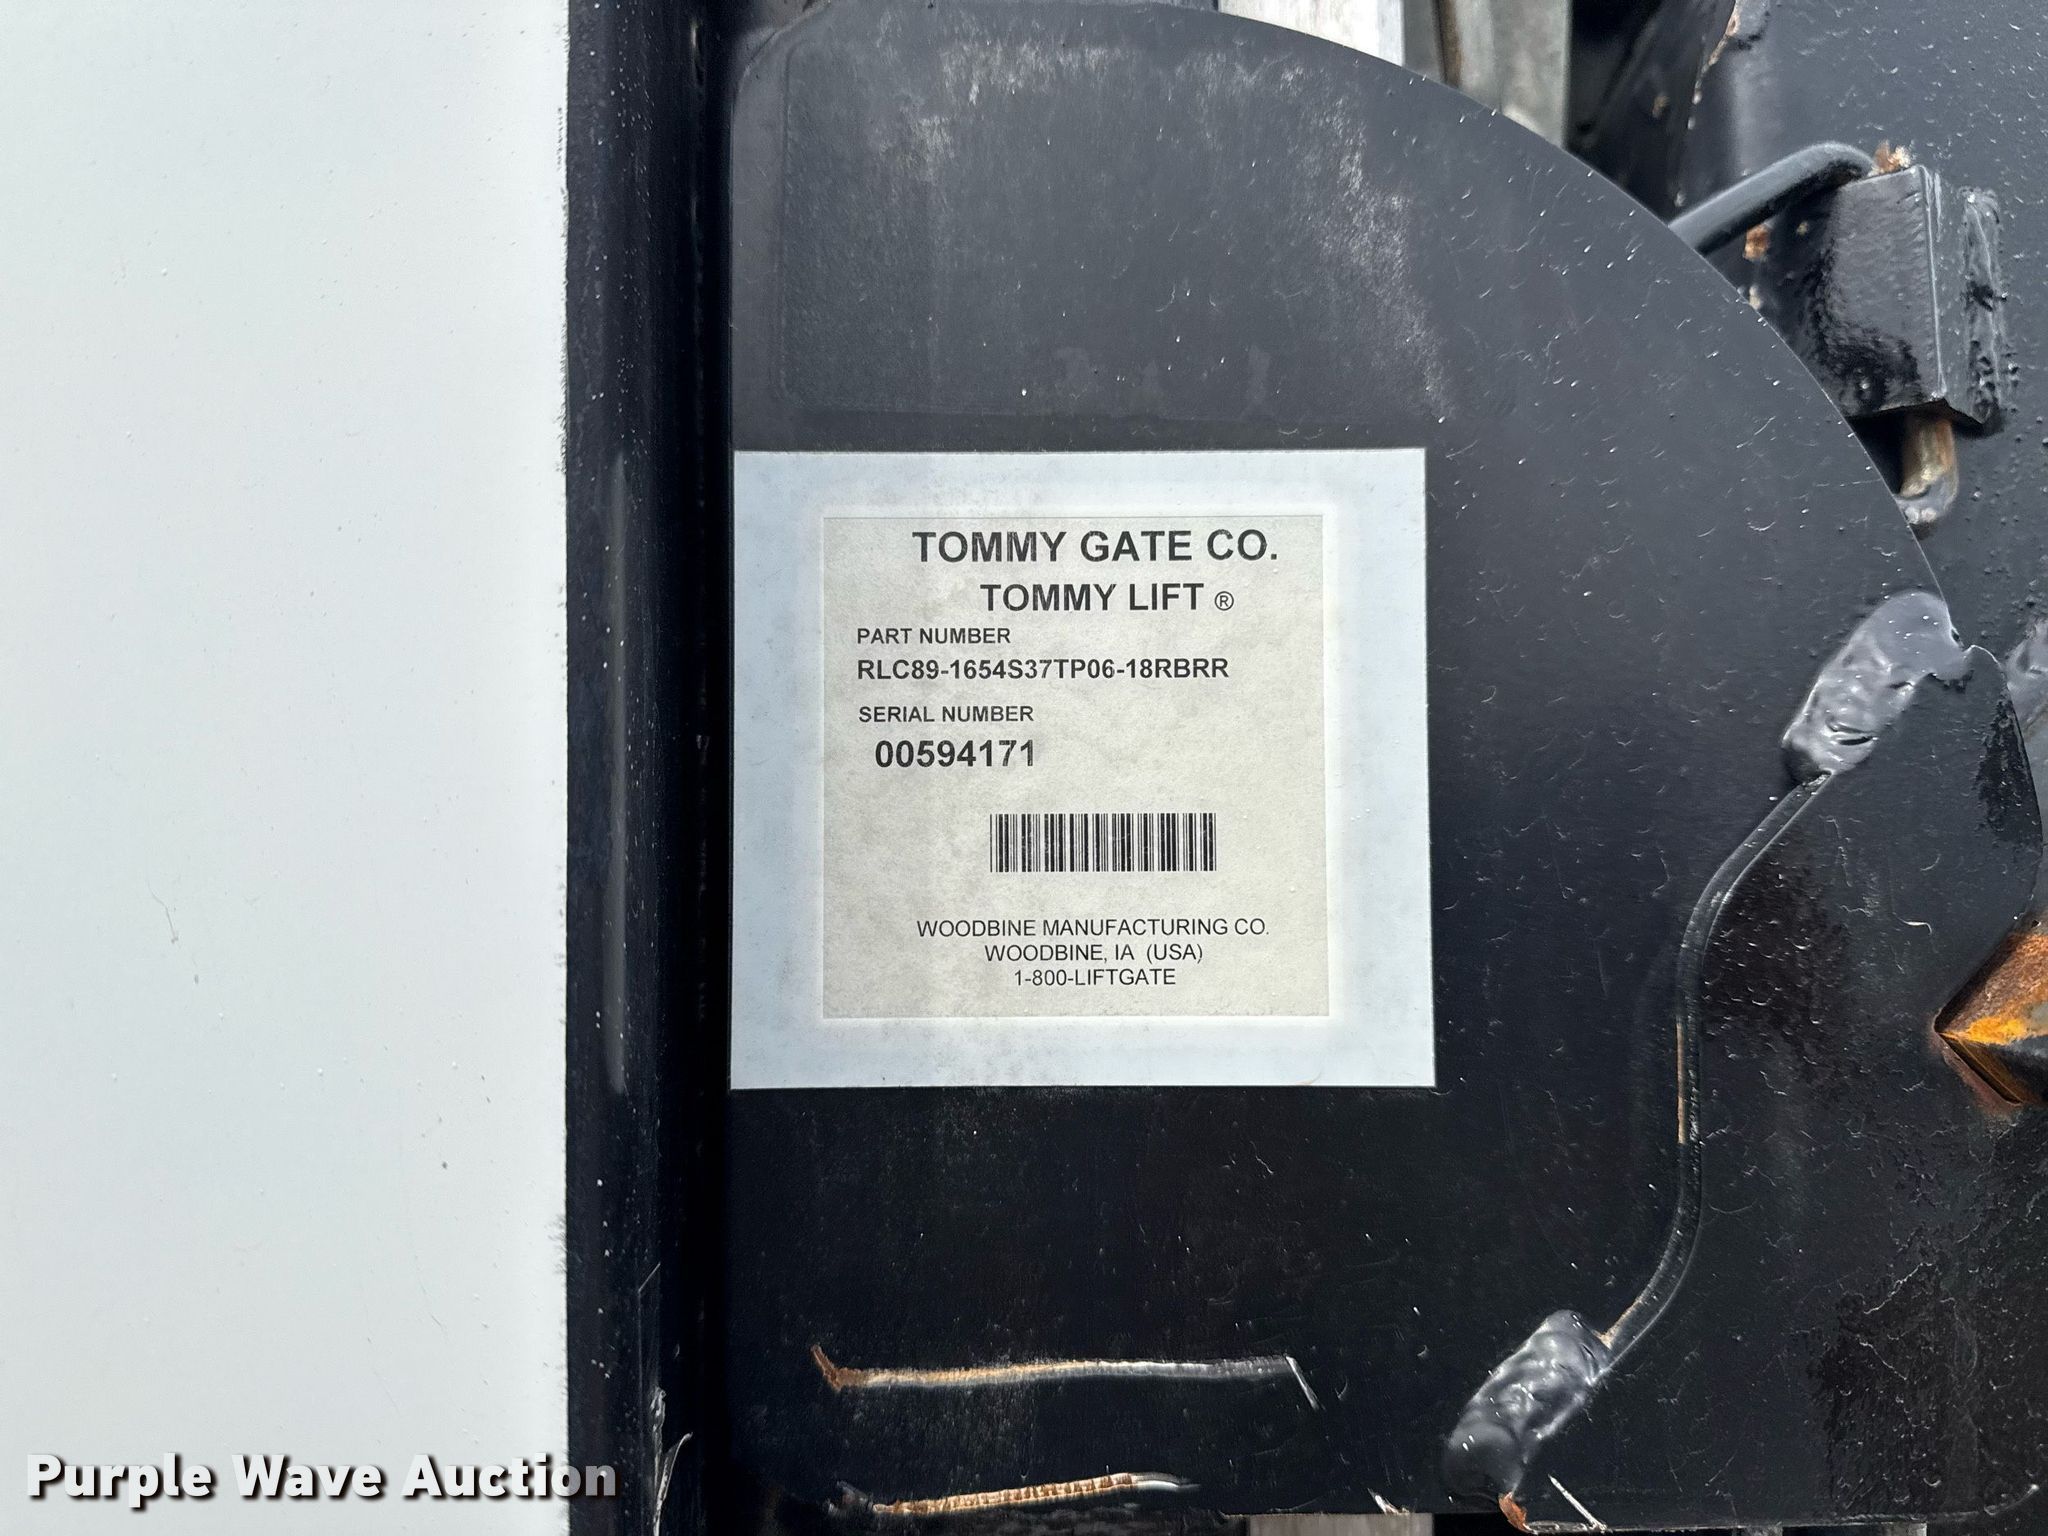 TOMMY GATE CO.
TOMMY LIFT ®
PART NUMBER
RLC89-1654S37TP06-18RBRR
SERIAL NUMBER
00594171
WOODBINE MANUFACTURING CO.
WOODBINE, IA (USA)
1-800-LIFTGATE
Purple Wave Auction